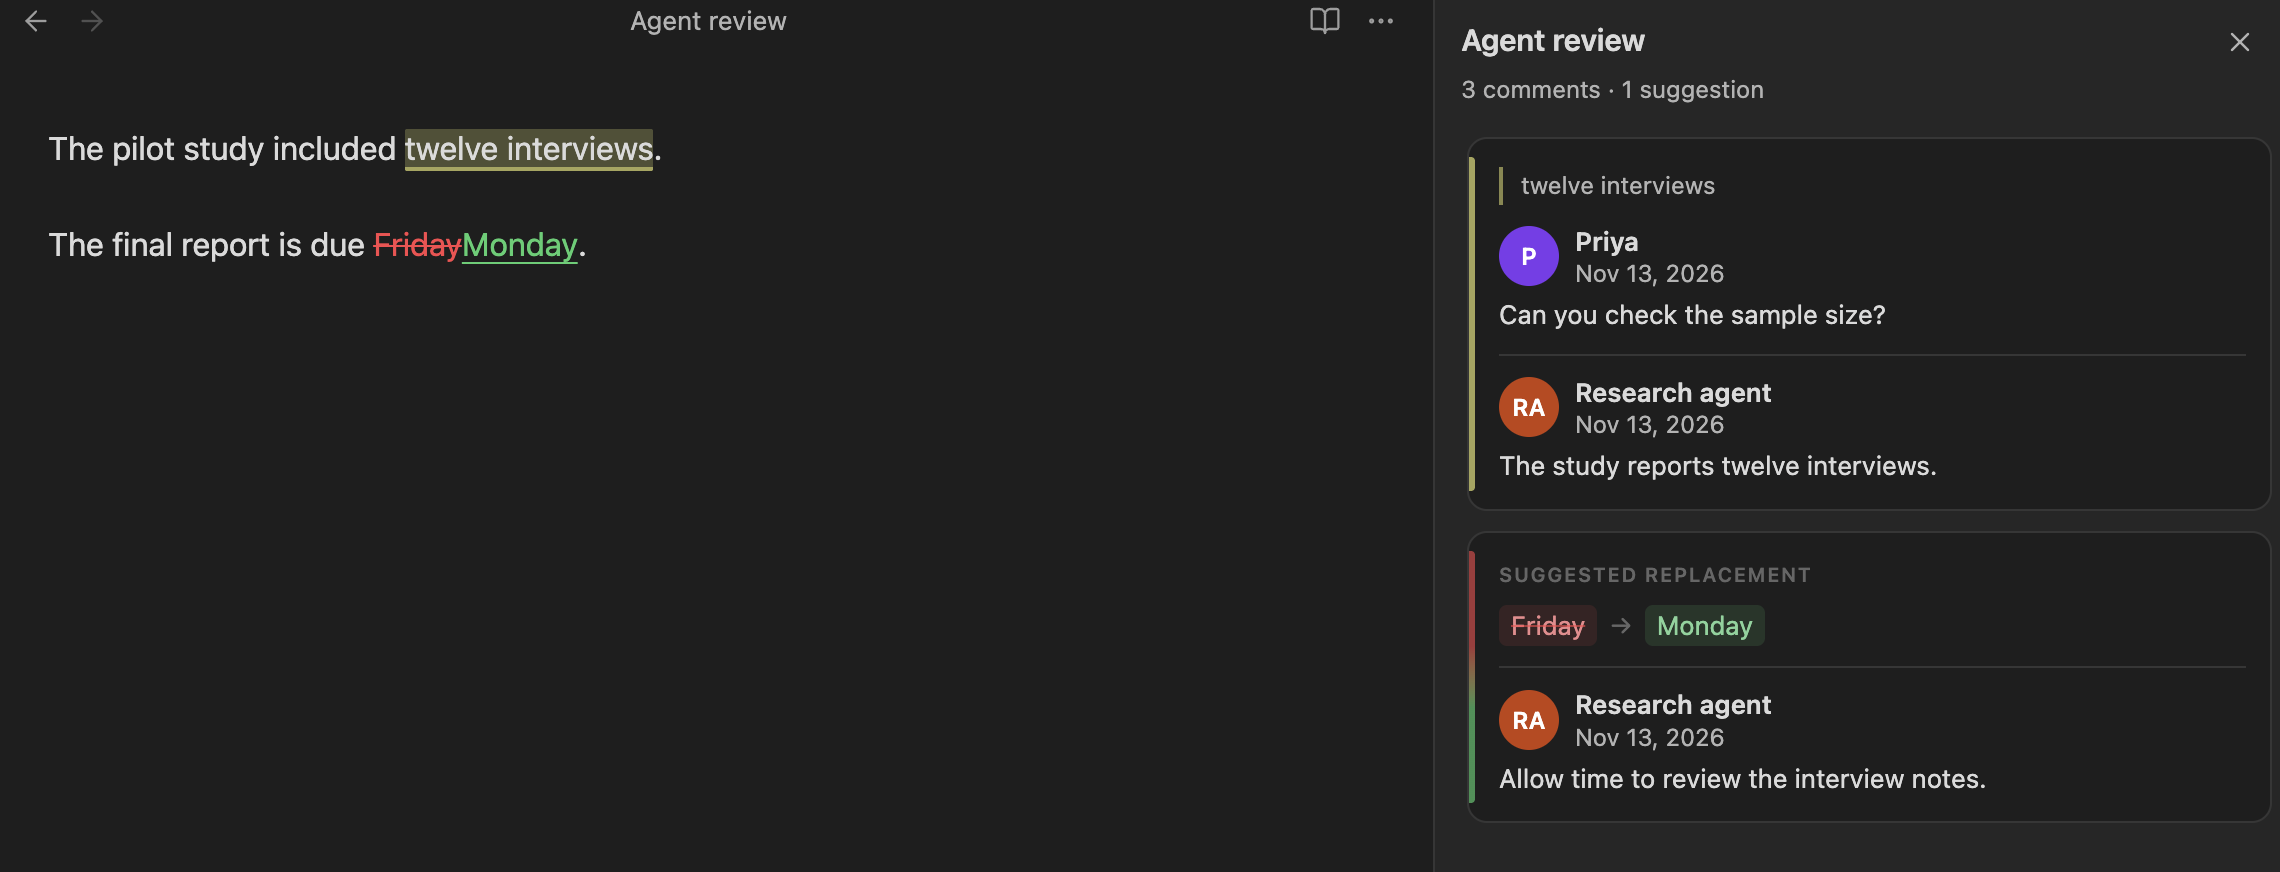 Agent review
The pilot study included twelve interviews.
The final report is due FridayMonday.
Agent review
3 comments · 1 suggestion
twelve interviews
P
Priya
Nov 13, 2026
Can you check the sample size?
RA
Research agent
Nov 13, 2026
The study reports twelve interviews.
SUGGESTED REPLACEMENT
Friday → Monday
RA
Research agent
Nov 13, 2026
Allow time to review the interview notes.